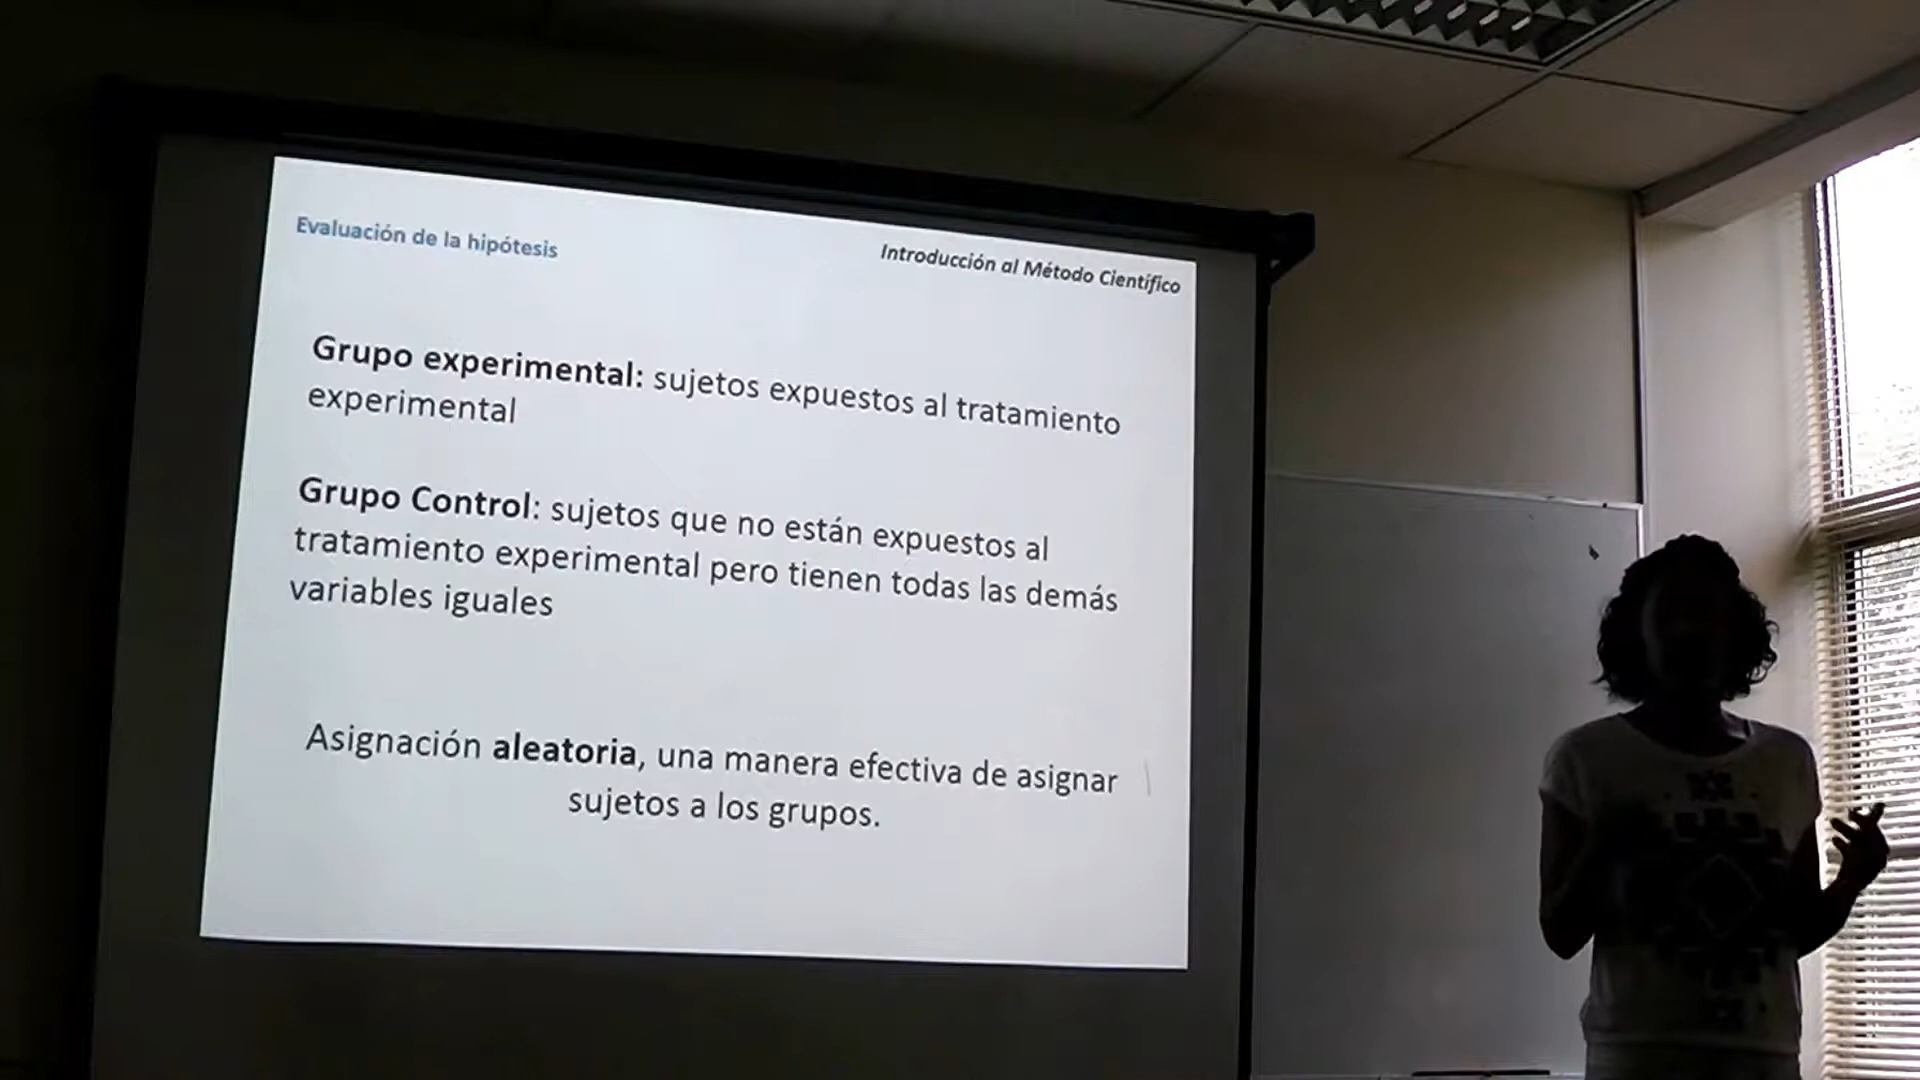 Evaluación de la hipótesis
Introducción al Método Científico
Grupo experimental: sujetos expuestos al tratamiento
experimental
Grupo Control: sujetos que no están expuestos al
tratamiento experimental pero tienen todas las demás
variables iguales
Asignación aleatoria, una manera efectiva de asignar
sujetos a los grupos.